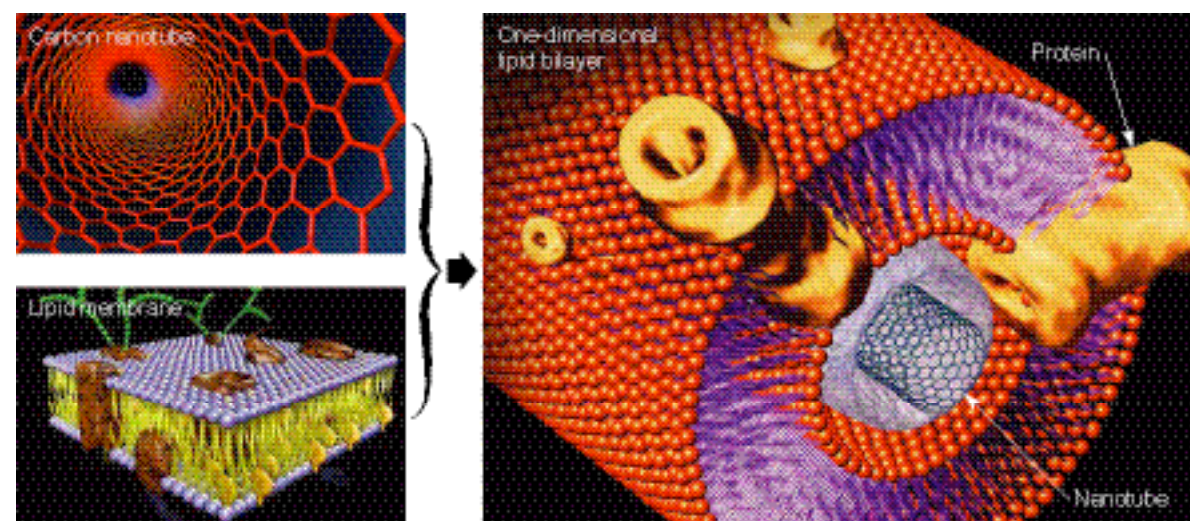 Carbon nanotube
Lipid membrane
One-dimensional
lipid bilayer
Protein
Nanotube